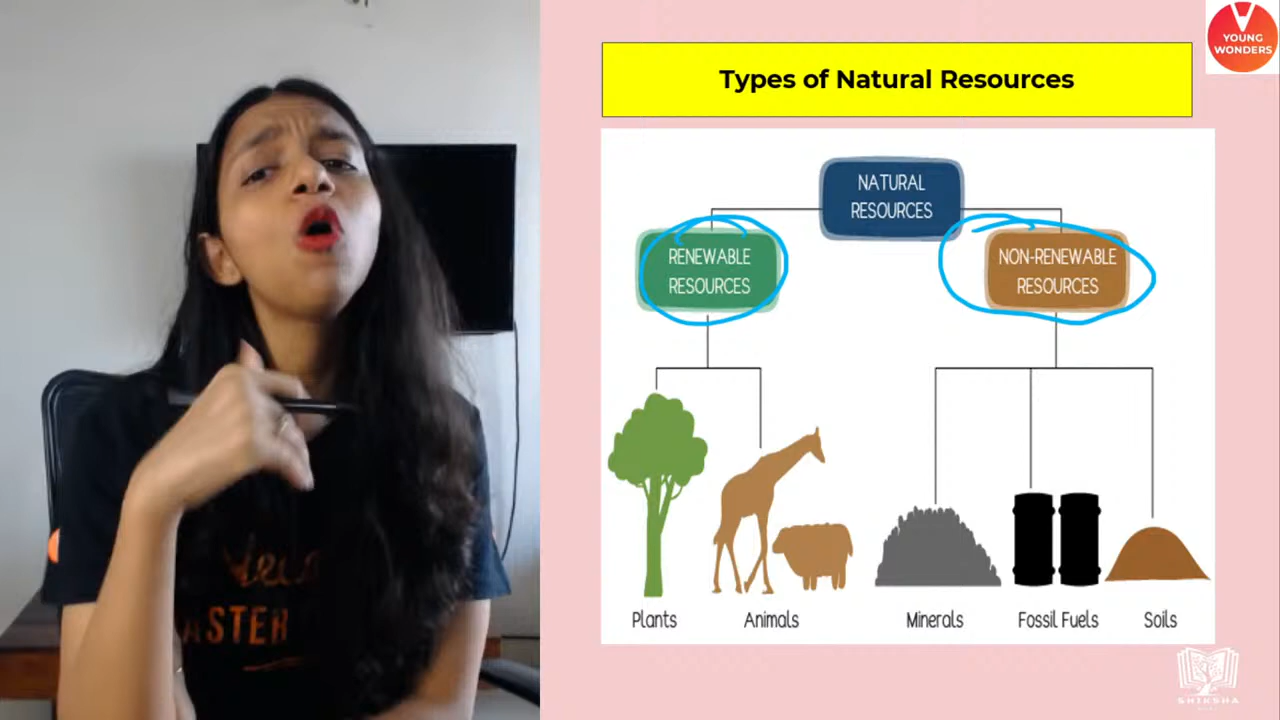 YOUNG
WONDERS
Types of Natural Resources
NATURAL
RESOURCES
RENEWABLE
RESOURCES
NON-RENEWABLE
RESOURCES
Plants
Animals
Minerals
Fossil Fuels
Soils
SHIKSHA